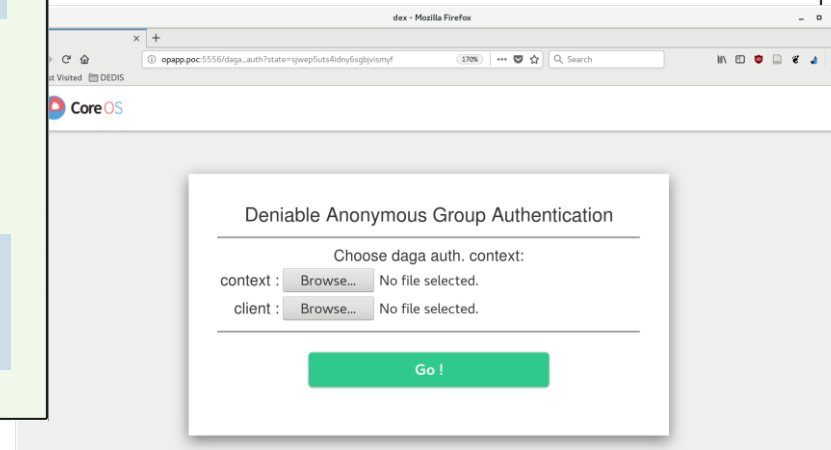 dex - Mozilla Firefox
× +
opapp.poc:5556/daga_auth?state=sjwep5uts4idny6sgbjvismyf 170% Search
st Visited DEDIS
CoreOS
Deniable Anonymous Group Authentication
Choose daga auth. context:
context : Browse... No file selected.
client : Browse... No file selected.
Go !